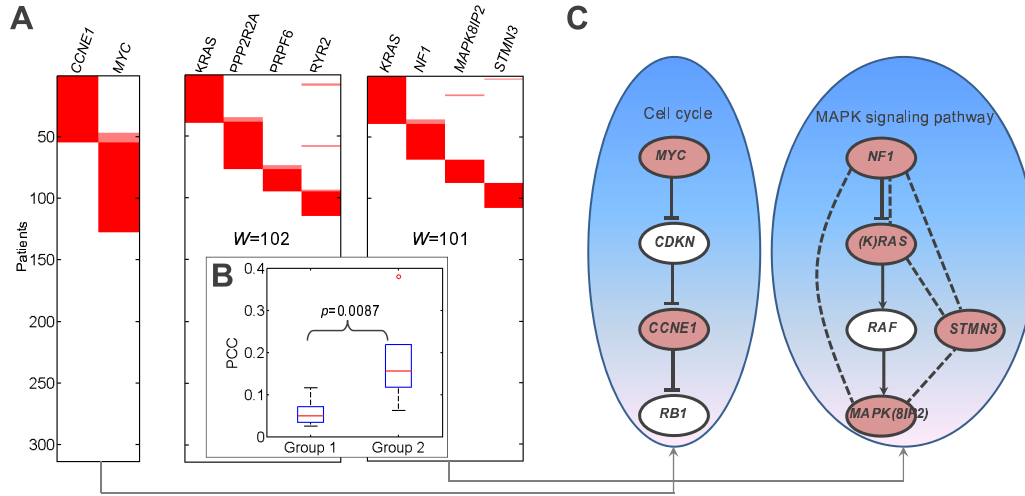 A
CCNE1
MYC
KRAS
PPP2R2A
PRPF6
RYR2
KRAS
NF1
MAPK8IP2
STMN3
Patients
50
100
150
200
250
300
W=102
W=101
B
PCC
0.4
0.3
0.2
0.1
0
p=0.0087
Group 1
Group 2
C
Cell cycle
MYC
CDKN
CCNE1
RB1
MAPK signaling pathway
NF1
(K)RAS
RAF
STMN3
MAPK(8IP2)